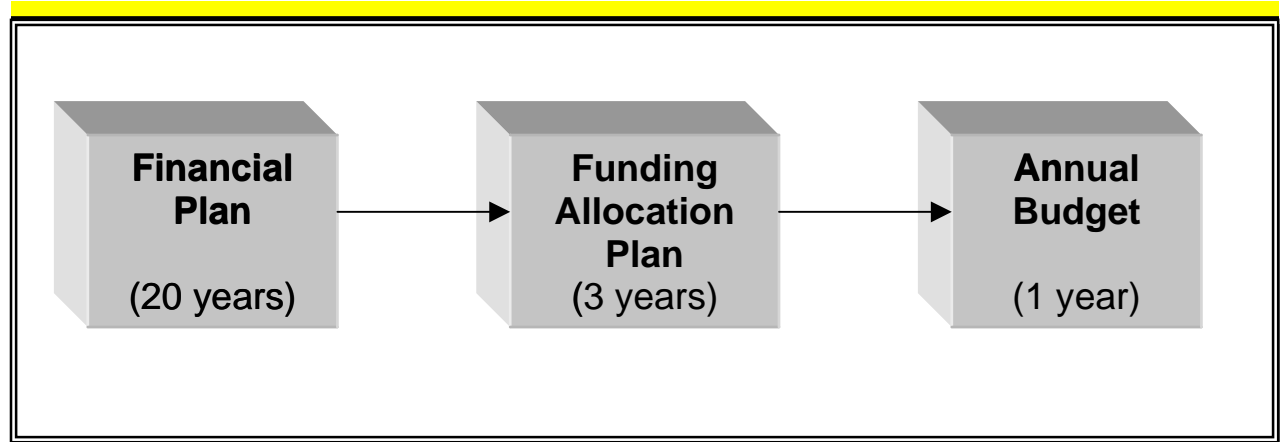 Financial
Plan
(20 years)
Funding
Allocation
Plan
(3 years)
Annual
Budget
(1 year)